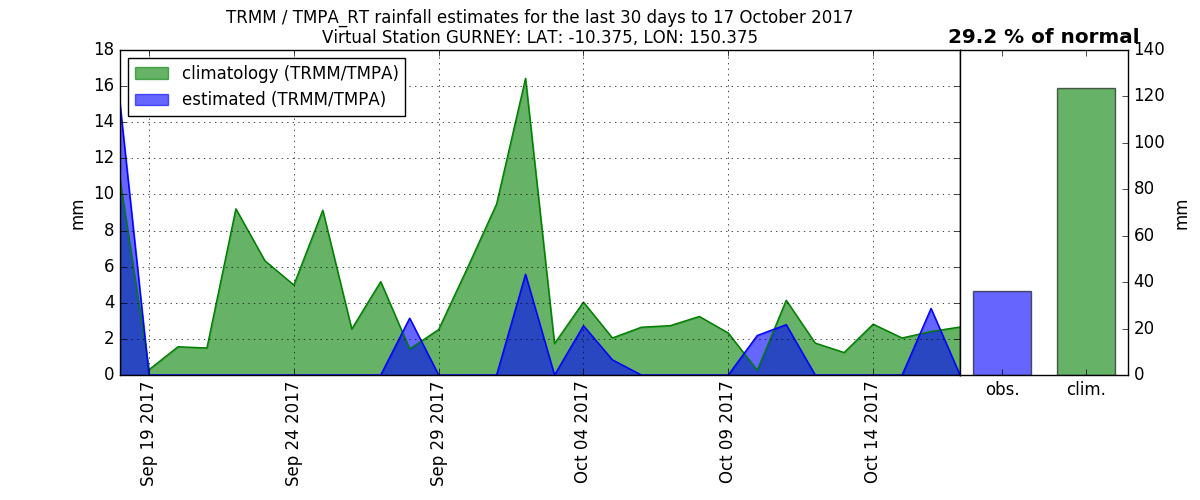 TRMM / TMPA_RT rainfall estimates for the last 30 days to 17 October 2017
Virtual Station GURNEY: LAT: -10.375, LON: 150.375
29.2 % of normal
climatology (TRMM/TMPA)
estimated (TRMM/TMPA)
18
16
14
12
10
8
6
4
2
0
mm
Sep 19 2017
Sep 24 2017
Sep 29 2017
Oct 04 2017
Oct 09 2017
Oct 14 2017
140
120
100
80
60
40
20
0
mm
obs.
clim.